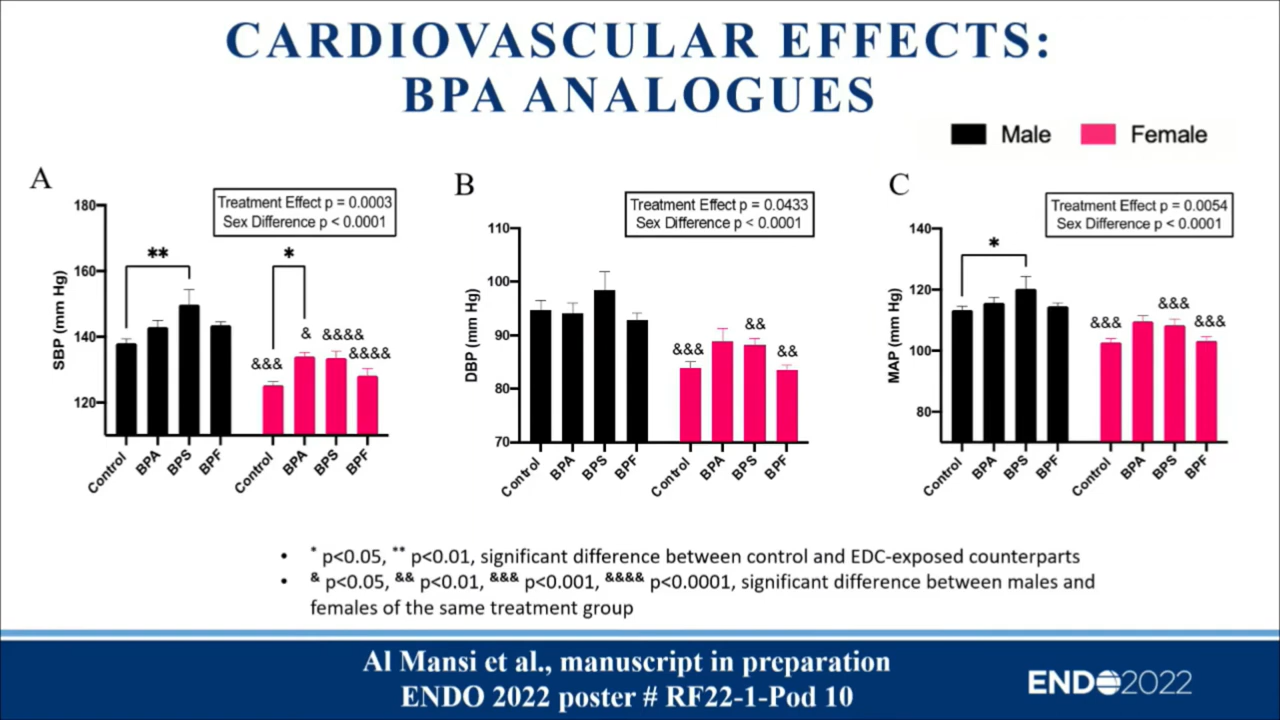 CARDIOVASCULAR EFFECTS:
BPA ANALOGUES
Male Female
A
Treatment Effect p = 0.0003
Sex Difference p < 0.0001
SBP (mm Hg)
180
160
140
120
**
*
&&&
&
&&&&
&&&&
Control BPA BPS BPF Control BPA BPS BPF
B
Treatment Effect p = 0.0433
Sex Difference p < 0.0001
DBP (mm Hg)
110
100
90
80
70
&&&
&&
&&
Control BPA BPS BPF Control BPA BPS BPF
C
Treatment Effect p = 0.0054
Sex Difference p < 0.0001
MAP (mm Hg)
140
120
100
80
*
&&&
&&&
&&&
Control BPA BPS BPF Control BPA BPS BPF
• * p<0.05, ** p<0.01, significant difference between control and EDC-exposed counterparts
• & p<0.05, && p<0.01, &&& p<0.001, &&&& p<0.0001, significant difference between males and
females of the same treatment group
Al Mansi et al., manuscript in preparation
ENDO 2022 poster # RF22-1-Pod 10
ENDO2022